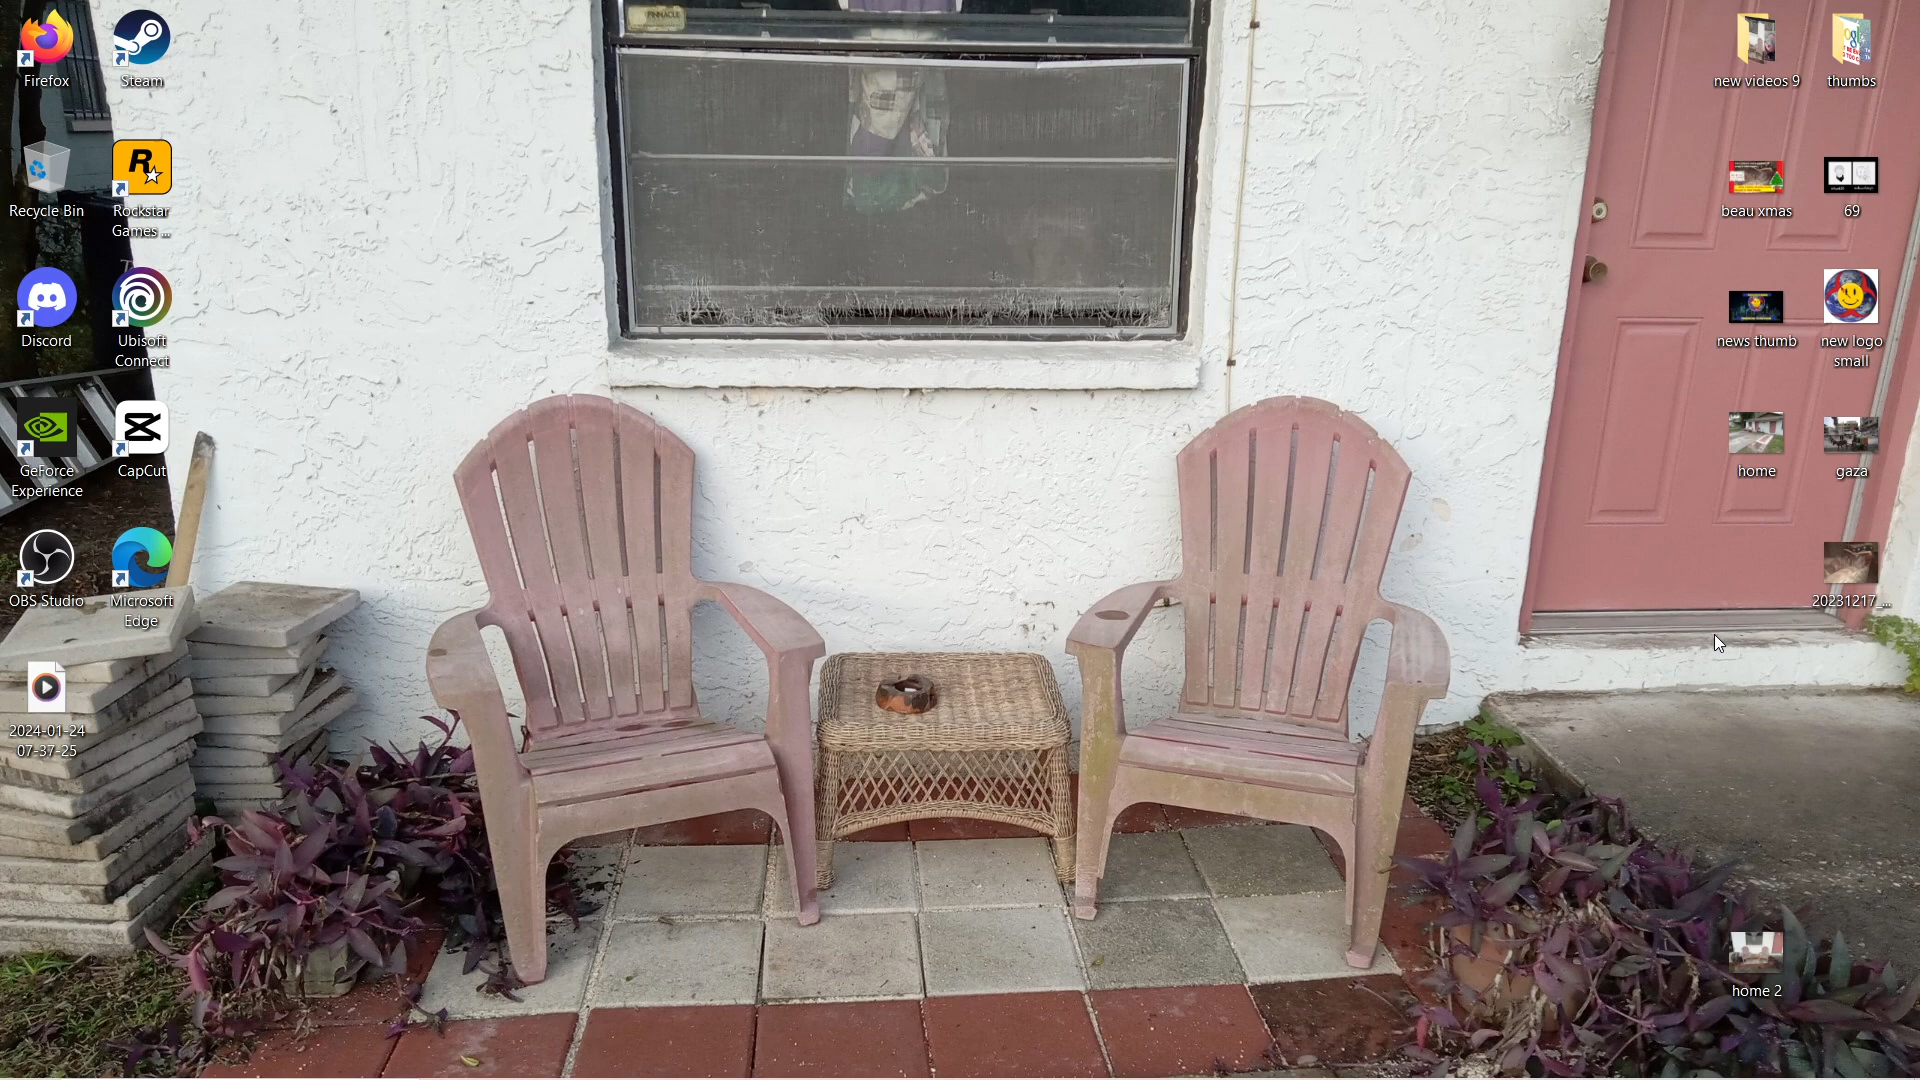 Firefox
Steam
Recycle Bin
Rockstar
Games ...
Discord
Ubisoft
Connect
GeForce
Experience
CapCut
OBS Studio
Microsoft
Edge
2024-01-24
07-37-25
PINNACLE
new videos 9
thumbs
beau xmas
69
news thumb
new logo
small
home
gaza
20231217_...
home 2